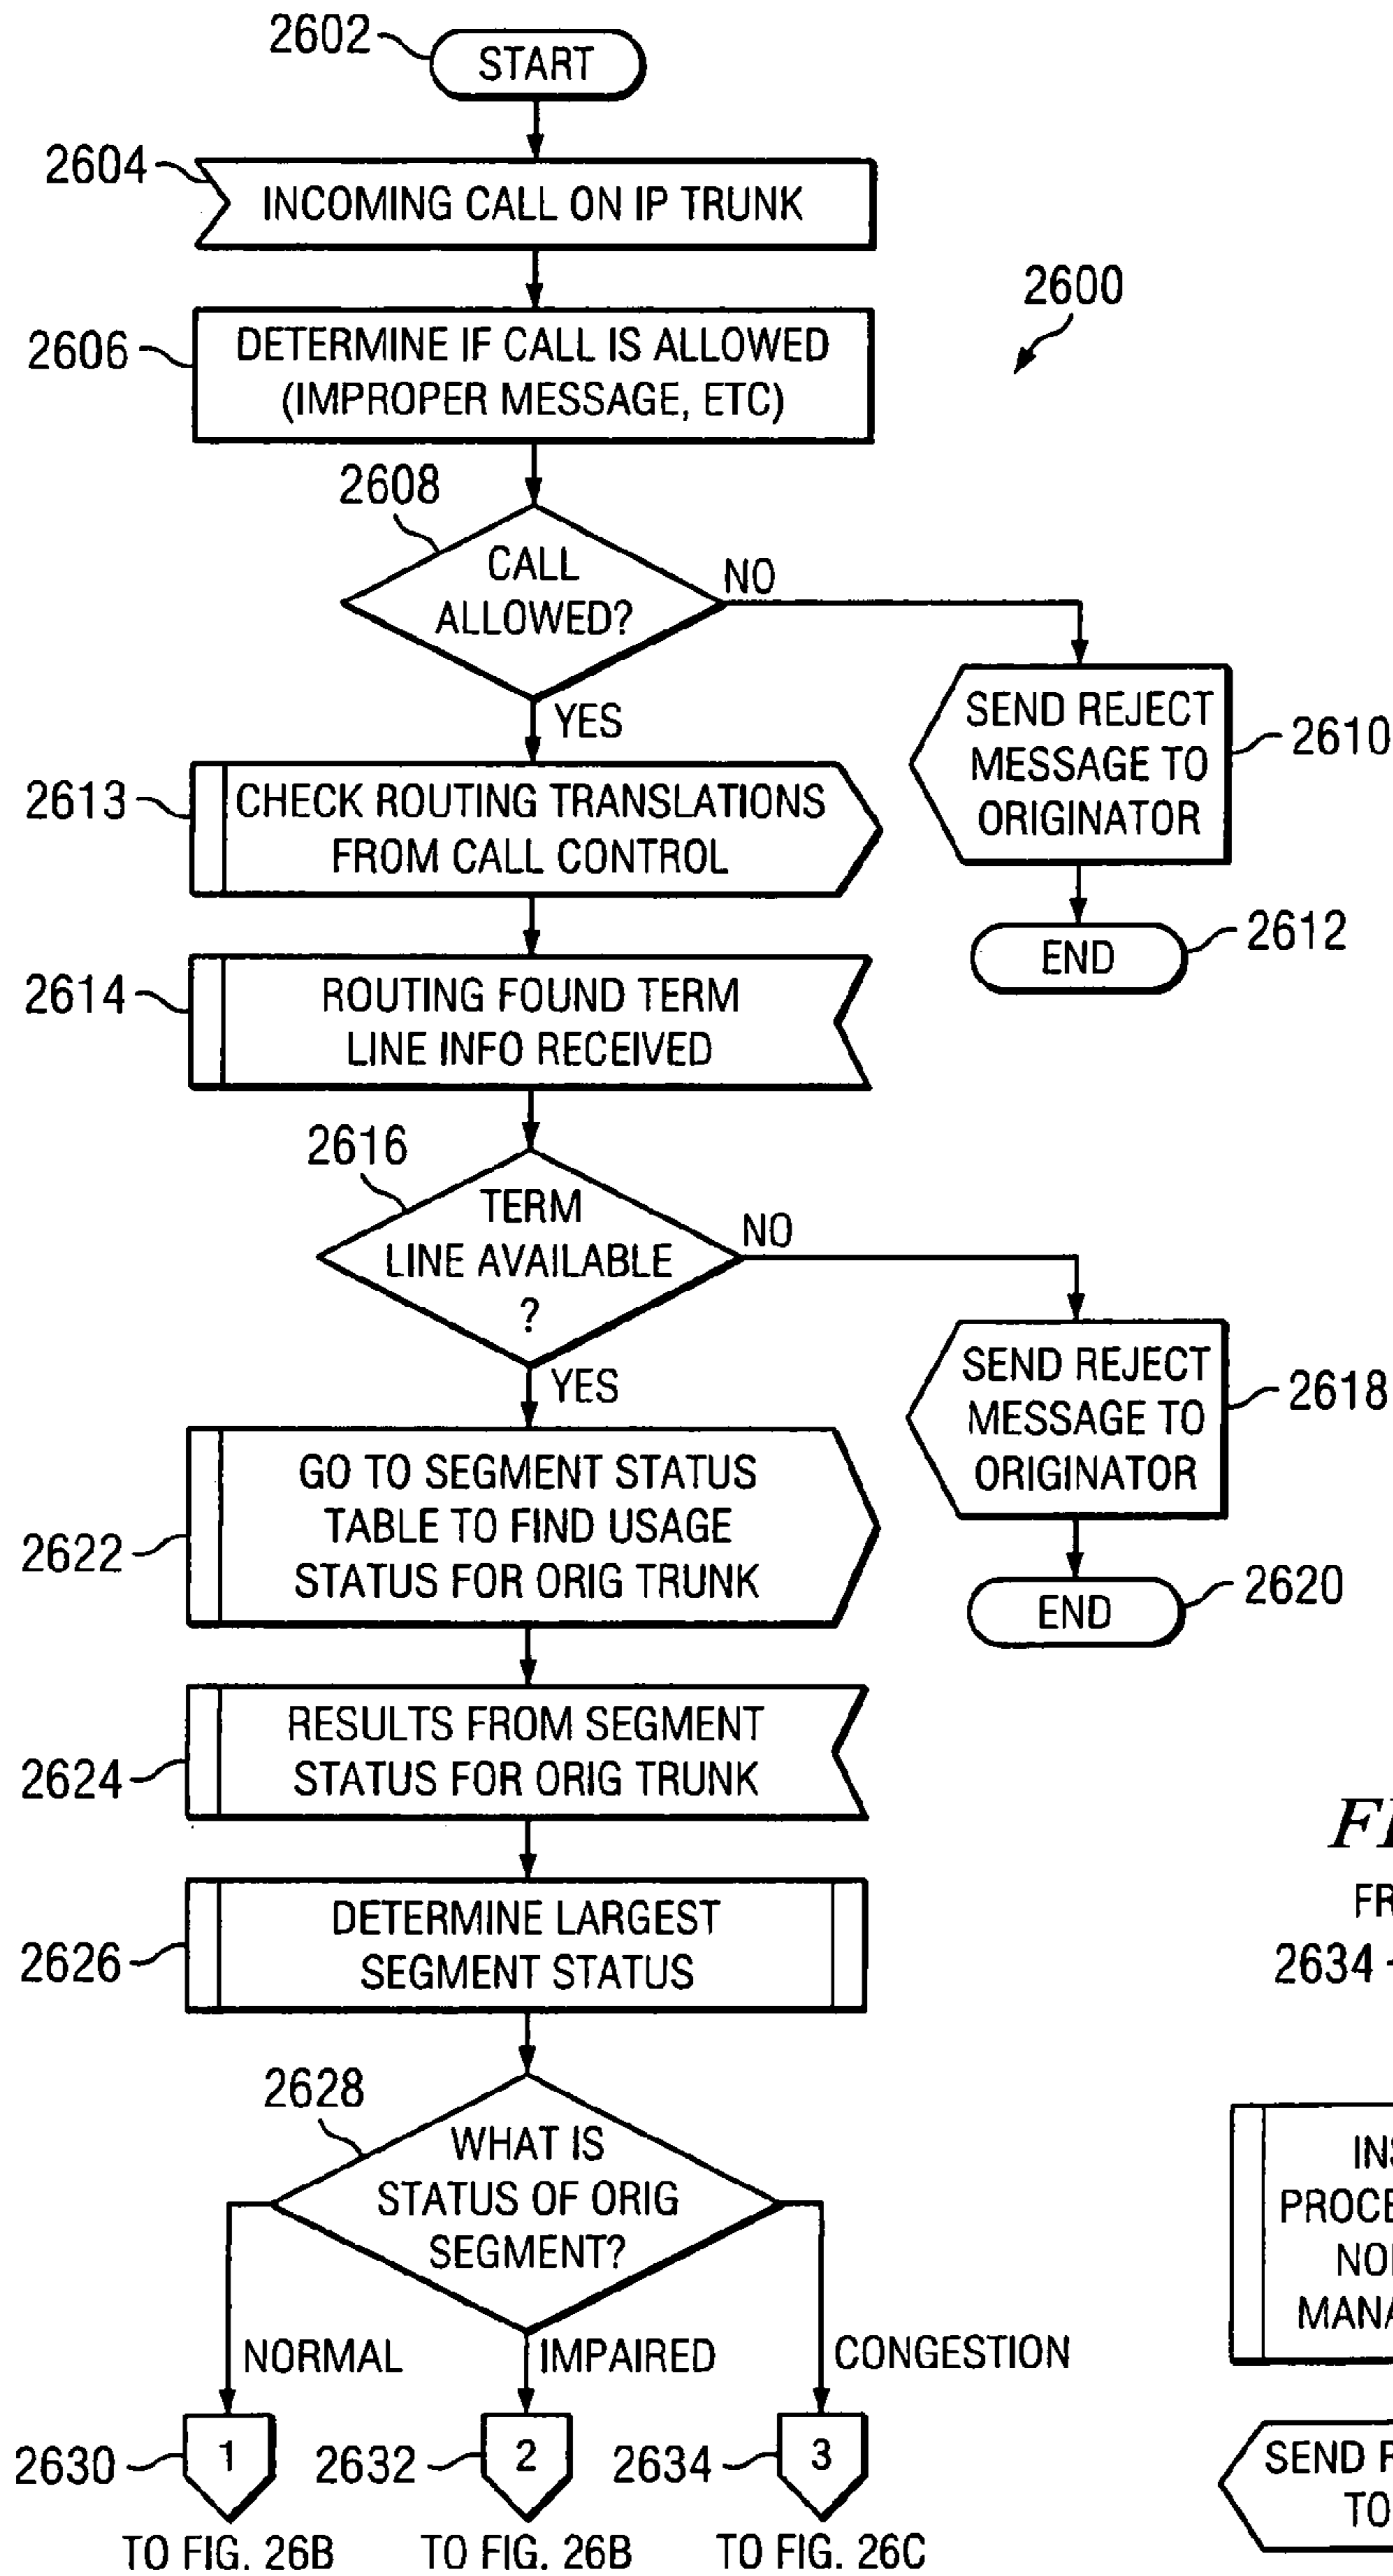 2602
START
2604
INCOMING CALL ON IP TRUNK
2600
2606
DETERMINE IF CALL IS ALLOWED
(IMPROPER MESSAGE, ETC)
2608
CALL
ALLOWED?
NO
YES
SEND REJECT
MESSAGE TO
ORIGINATOR
2610
END
2612
2613
CHECK ROUTING TRANSLATIONS
FROM CALL CONTROL
2614
ROUTING FOUND TERM
LINE INFO RECEIVED
2616
TERM
LINE AVAILABLE
?
NO
YES
SEND REJECT
MESSAGE TO
ORIGINATOR
2618
END
2620
2622
GO TO SEGMENT STATUS
TABLE TO FIND USAGE
STATUS FOR ORIG TRUNK
2624
RESULTS FROM SEGMENT
STATUS FOR ORIG TRUNK
2626
DETERMINE LARGEST
SEGMENT STATUS
2628
WHAT IS
STATUS OF ORIG
SEGMENT?
NORMAL
IMPAIRED
CONGESTION
2630
1
2632
2
2634
3
TO FIG. 26B
TO FIG. 26B
TO FIG. 26C
2634
SEND
TO